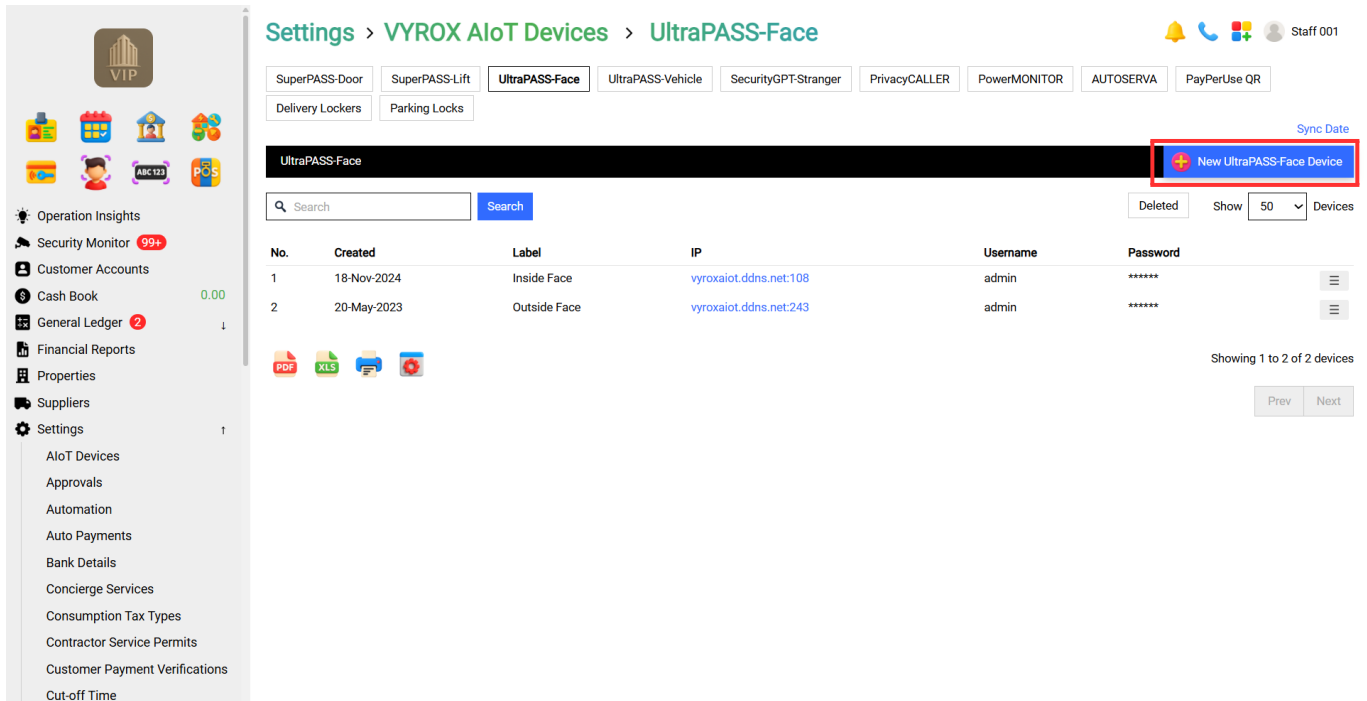 VIP
Settings > VYROX AIoT Devices > UltraPASS-Face
Staff 001
SuperPASS-Door SuperPASS-Lift UltraPASS-Face UltraPASS-Vehicle SecurityGPT-Stranger PrivacyCALLER PowerMONITOR AUTOSERVA PayPerUse QR
Delivery Lockers Parking Locks
Sync Date
UltraPASS-Face
New UltraPASS-Face Device
Search Search
Deleted Show 50 Devices
No. Created Label IP Username Password
1 18-Nov-2024 Inside Face vyroxaiot.ddns.net:108 admin ******
2 20-May-2023 Outside Face vyroxaiot.ddns.net:243 admin ******
PDF XLS
Showing 1 to 2 of 2 devices
Prev Next
ABC 123
POS
Operation Insights
Security Monitor 99+
Customer Accounts
Cash Book 0.00
General Ledger 2 ↓
Financial Reports
Properties
Suppliers
Settings ↑
AIoT Devices
Approvals
Automation
Auto Payments
Bank Details
Concierge Services
Consumption Tax Types
Contractor Service Permits
Customer Payment Verifications
Cut-off Time